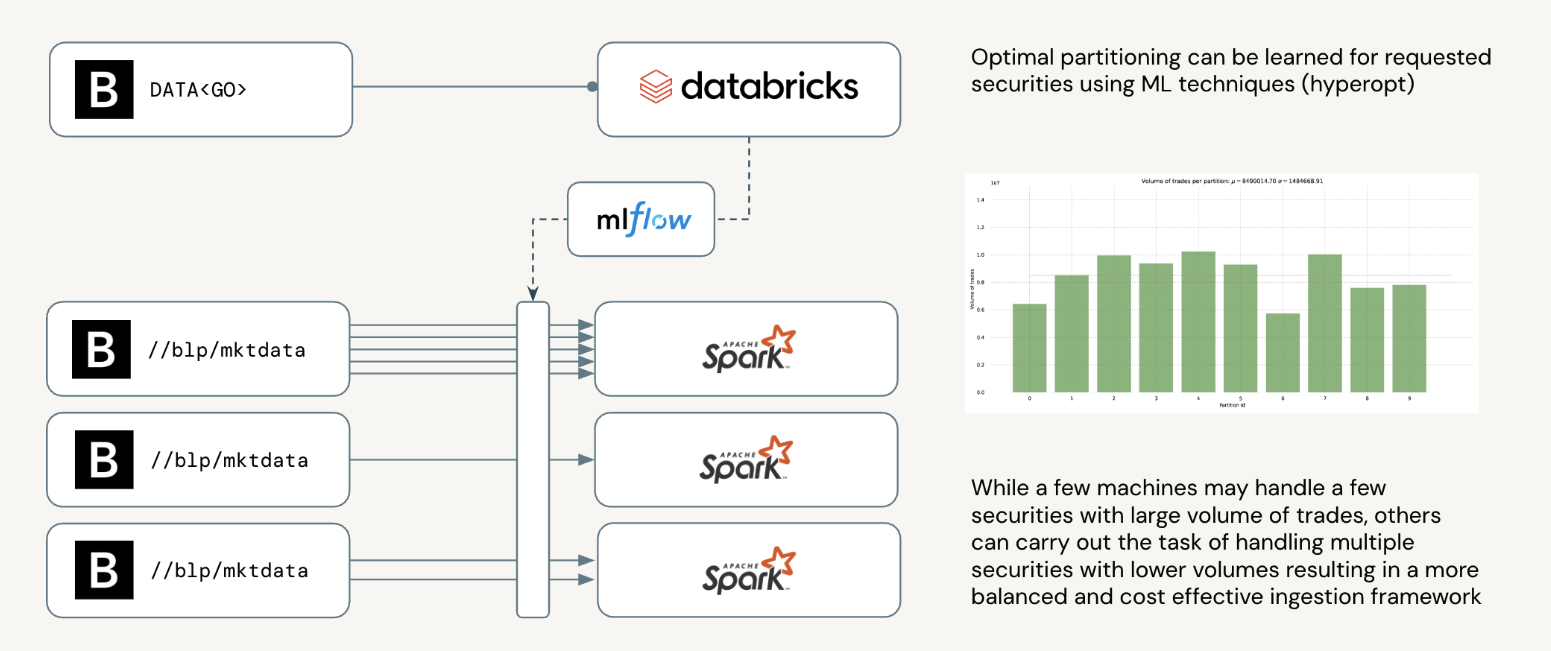 B DATA<GO>
databricks
Optimal partitioning can be learned for requested
securities using ML techniques (hyperopt)
mlflow
1e7
Volume of trades per partition: μ = 8490014.70 σ = 1484668.91
1.4
1.2
1.0
0.8
0.6
0.4
0.2
0.0
Volume of trades
0 1 2 3 4 5 6 7 8 9
Partition Id
B //blp/mktdata
APACHE
Spark
B //blp/mktdata
APACHE
Spark
B //blp/mktdata
APACHE
Spark
While a few machines may handle a few
securities with large volume of trades, others
can carry out the task of handling multiple
securities with lower volumes resulting in a more
balanced and cost effective ingestion framework